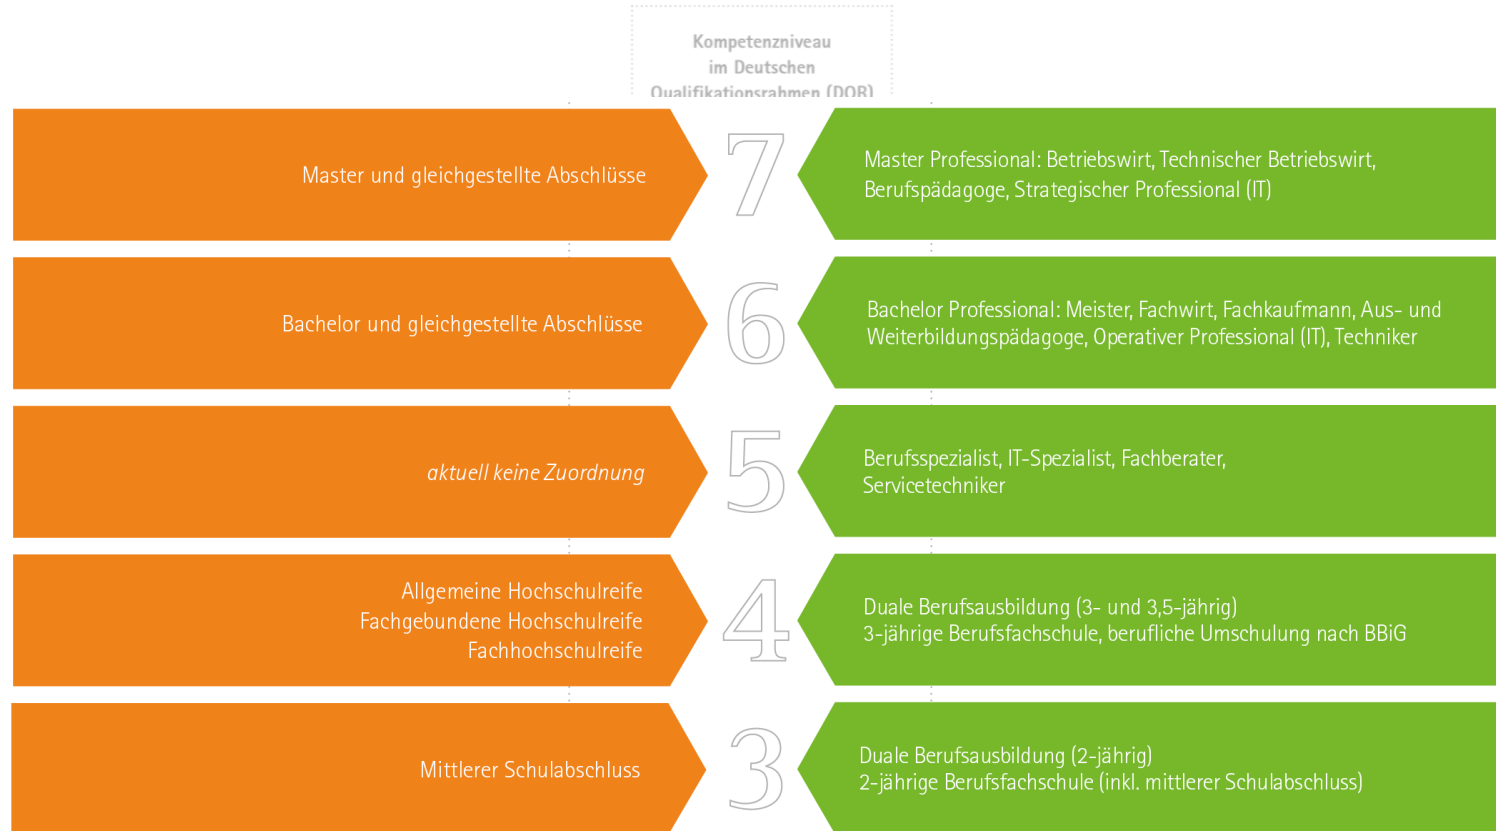 Kompetenzniveau
im Deutschen
Qualifikationsrahmen (DQR)
Master und gleichgestellte Abschlüsse
7
Master Professional: Betriebswirt, Technischer Betriebswirt,
Berufspädagoge, Strategischer Professional (IT)
Bachelor und gleichgestellte Abschlüsse
6
Bachelor Professional: Meister, Fachwirt, Fachkaufmann, Aus- und
Weiterbildungspädagoge, Operativer Professional (IT), Techniker
aktuell keine Zuordnung
5
Berufsspezialist, IT-Spezialist, Fachberater,
Servicetechniker
Allgemeine Hochschulreife
Fachgebundene Hochschulreife
Fachhochschulreife
4
Duale Berufsausbildung (3- und 3,5-jährig)
3-jährige Berufsfachschule, berufliche Umschulung nach BBiG
Mittlerer Schulabschluss
3
Duale Berufsausbildung (2-jährig)
2-jährige Berufsfachschule (inkl. mittlerer Schulabschluss)